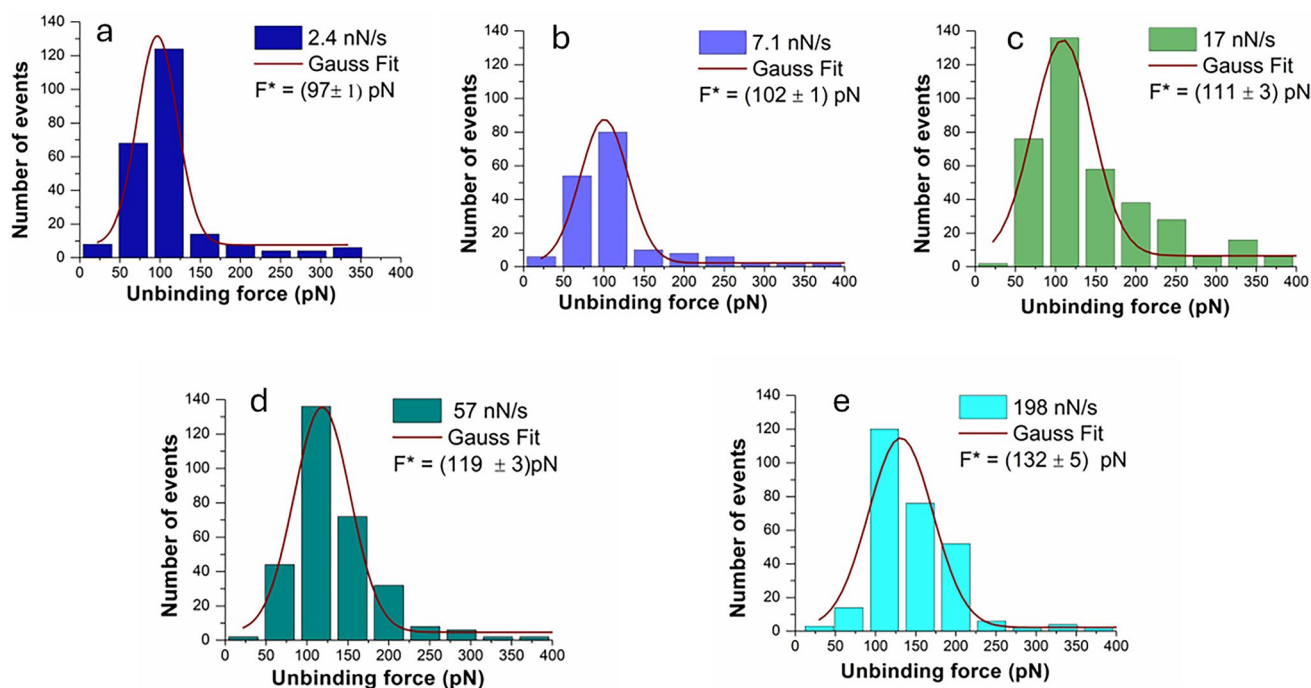 a
2.4 nN/s
Gauss Fit
F* = (97± 1) pN
Number of events
140
120
100
80
60
40
20
0
0 50 100 150 200 250 300 350 400
Unbinding force (pN)
b
7.1 nN/s
Gauss Fit
F* = (102 ± 1) pN
Number of events
140
120
100
80
60
40
20
0
0 50 100 150 200 250 300 350 400
Unbinding force (pN)
c
17 nN/s
Gauss Fit
F* = (111 ± 3) pN
Number of events
140
120
100
80
60
40
20
0
0 50 100 150 200 250 300 350 400
Unbinding force (pN)
d
57 nN/s
Gauss Fit
F* = (119 ± 3)pN
Number of events
140
120
100
80
60
40
20
0
0 50 100 150 200 250 300 350 400
Unbinding force (pN)
e
198 nN/s
Gauss Fit
F* = (132 ± 5) pN
Number of events
140
120
100
80
60
40
20
0
0 50 100 150 200 250 300 350 400
Unbinding force (pN)